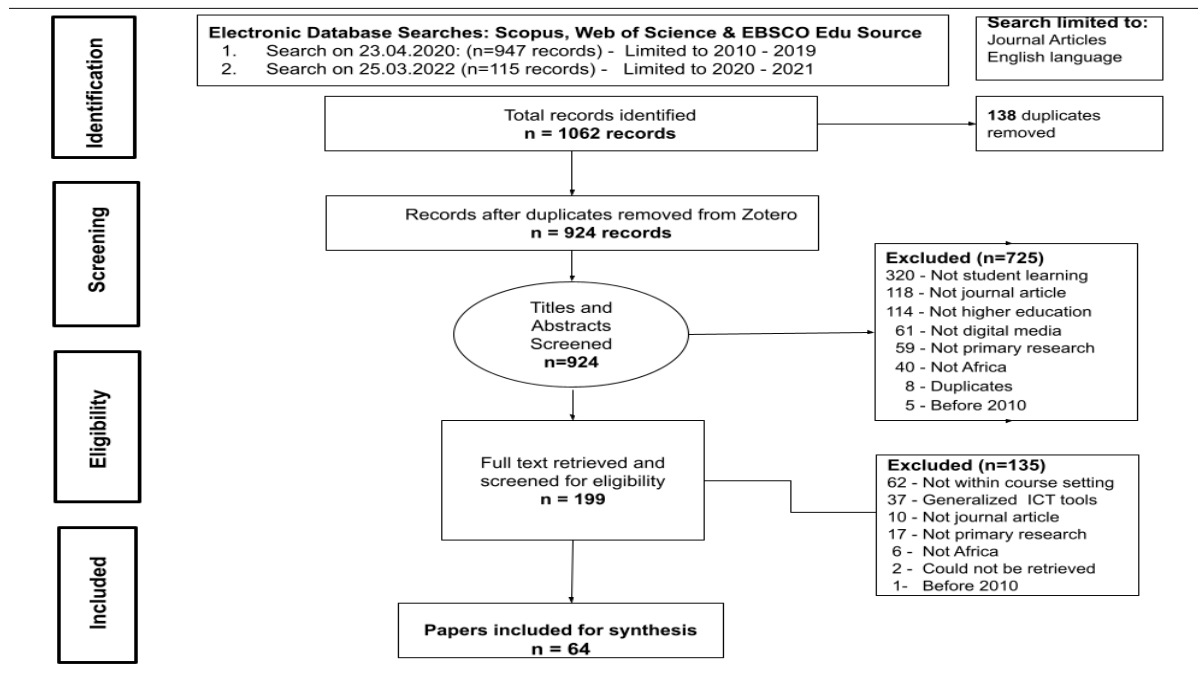 Electronic Database Searches: Scopus, Web of Science & EBSCO Edu Source
1. Search on 23.04.2020: (n=947 records) - Limited to 2010 - 2019
2. Search on 25.03.2022 (n=115 records) - Limited to 2020 - 2021
Search limited to:
Journal Articles
English language
Identification
Total records identified
n = 1062 records
138 duplicates
removed
Screening
Records after duplicates removed from Zotero
n = 924 records
Titles and
Abstracts
Screened
n=924
Excluded (n=725)
320 - Not student learning
118 - Not journal article
114 - Not higher education
61 - Not digital media
59 - Not primary research
40 - Not Africa
8 - Duplicates
5 - Before 2010
Eligibility
Full text retrieved and
screened for eligibility
n = 199
Excluded (n=135)
62 - Not within course setting
37 - Generalized ICT tools
10 - Not journal article
17 - Not primary research
6 - Not Africa
2 - Could not be retrieved
1- Before 2010
Included
Papers included for synthesis
n = 64